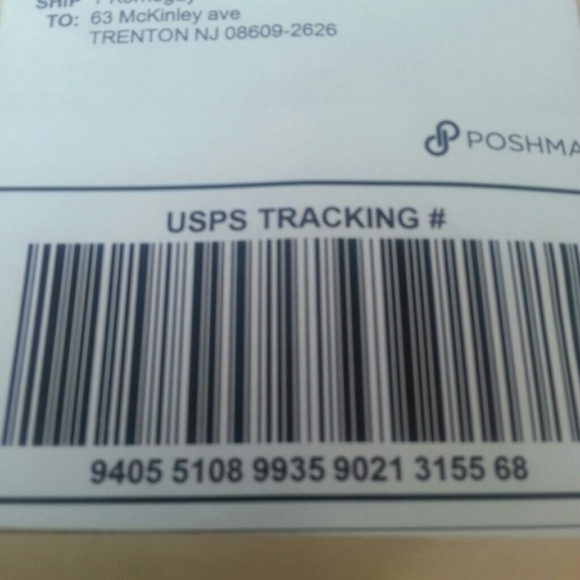 SHIP
TO: 63 McKinley ave
TRENTON NJ 08609-2626
POSHMA
USPS TRACKING #
9405 5108 9935 9021 3155 68